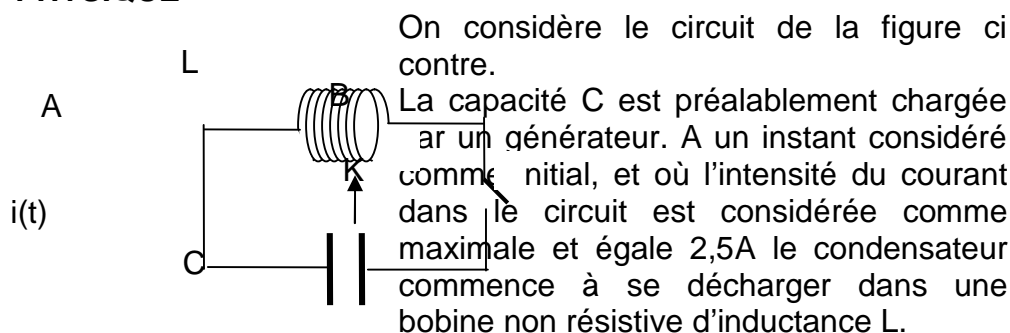 On considère le circuit de la figure ci
contre.
La capacité C est préalablement chargée
ar un générateur. A un instant considéré
comme nitial, et où l'intensité du courant
dans le circuit est considérée comme
maximale et égale 2,5A le condensateur
commence à se décharger dans une
bobine non résistive d'inductance L.
L
A
B
K
i(t)
C